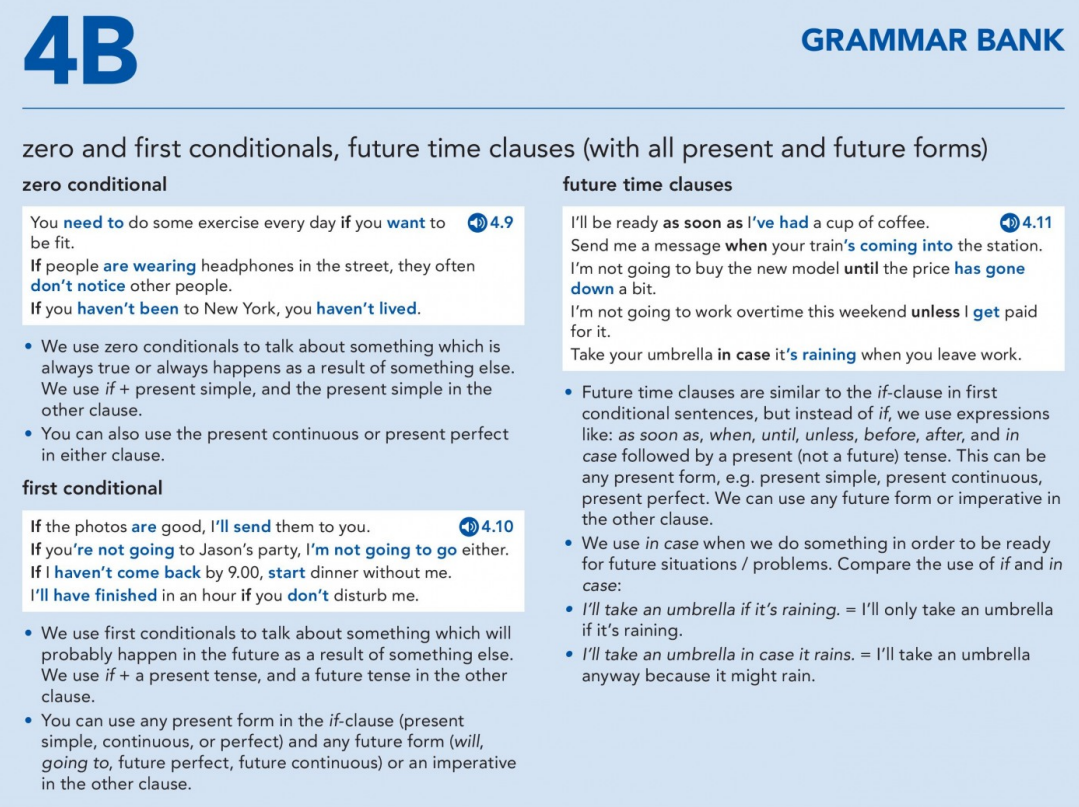 4B
GRAMMAR BANK
zero and first conditionals, future time clauses (with all present and future forms)
zero conditional
You need to do some exercise every day if you want to
be fit.
4.9
If people are wearing headphones in the street, they often
don't notice other people.
If you haven't been to New York, you haven't lived.
• We use zero conditionals to talk about something which is
always true or always happens as a result of something else.
We use if + present simple, and the present simple in the
other clause.
• You can also use the present continuous or present perfect
in either clause.
first conditional
If the photos are good, I'll send them to you.
4.10
If you're not going to Jason's party, I'm not going to go either.
If I haven't come back by 9.00, start dinner without me.
I'll have finished in an hour if you don't disturb me.
• We use first conditionals to talk about something which will
probably happen in the future as a result of something else.
We use if + a present tense, and a future tense in the other
clause.
• You can use any present form in the if-clause (present
simple, continuous, or perfect) and any future form (will,
going to, future perfect, future continuous) or an imperative
in the other clause.
future time clauses
I'll be ready as soon as I've had a cup of coffee.
4.11
Send me a message when your train's coming into the station.
I'm not going to buy the new model until the price has gone
down a bit.
I'm not going to work overtime this weekend unless I get paid
for it.
Take your umbrella in case it's raining when you leave work.
• Future time clauses are similar to the if-clause in first
conditional sentences, but instead of if, we use expressions
like: as soon as, when, until, unless, before, after, and in
case followed by a present (not a future) tense. This can be
any present form, e.g. present simple, present continuous,
present perfect. We can use any future form or imperative in
the other clause.
• We use in case when we do something in order to be ready
for future situations / problems. Compare the use of if and in
case:
• I'll take an umbrella if it's raining. = I'll only take an umbrella
if it's raining.
• I'll take an umbrella in case it rains. = I'll take an umbrella
anyway because it might rain.